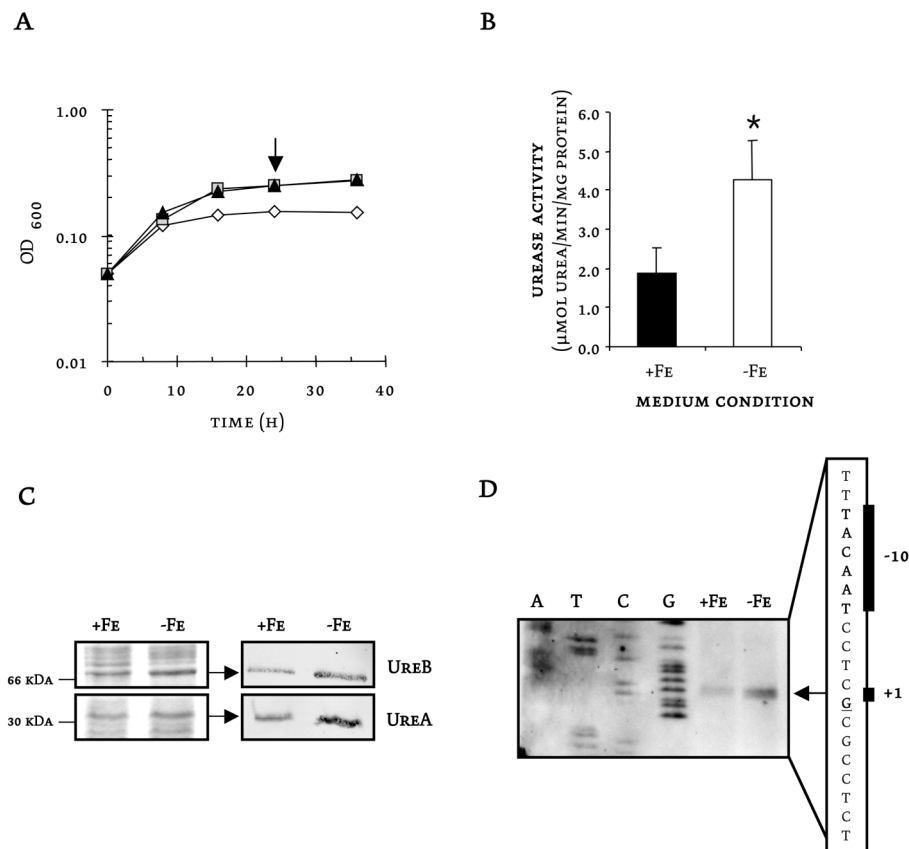 A
1.00
0.10
0.01
OD 600
0 10 20 30 40
TIME (H)
B
UREASE ACTIVITY
(µMOL UREA/MIN/MG PROTEIN)
6.0
5.0
4.0
3.0
2.0
1.0
0.0
*
+FE -FE
MEDIUM CONDITION
C
+FE -FE +FE -FE
66 KDA
UREB
30 KDA
UREA
D
A T C G +FE -FE
T
T
T
A
C
A
A
T
C
C
T
C
G
C
G
C
C
T
C
T
-10
+1